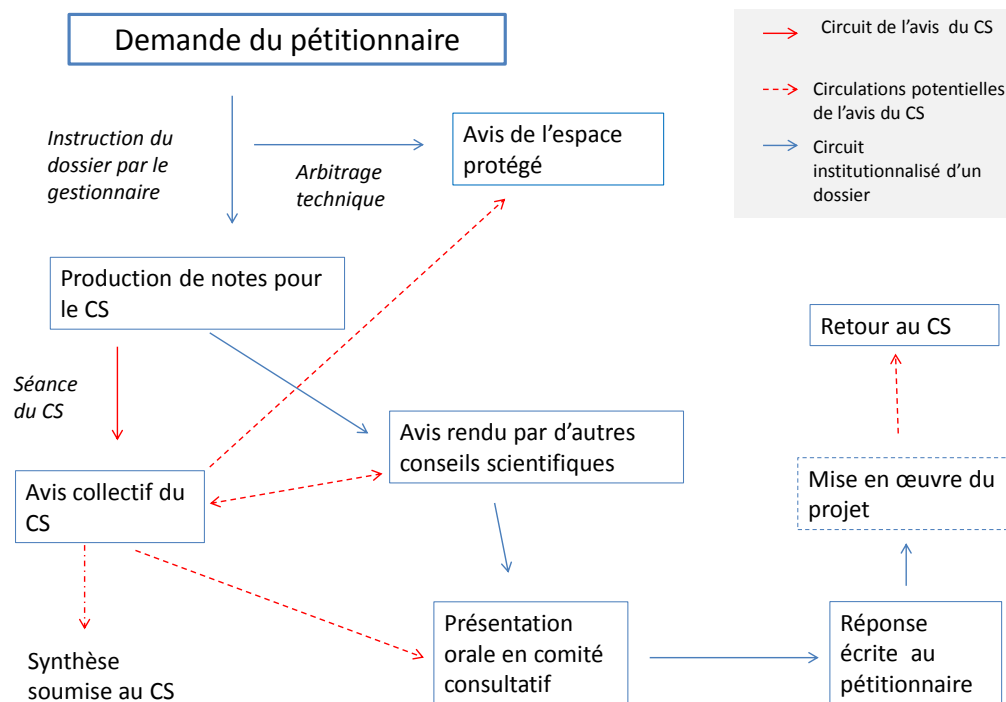 Demande du pétitionnaire
Circuit de l'avis du CS
Circulations potentielles
de l'avis du CS
Circuit
institutionnalisé d'un
dossier
Instruction du
dossier par le
gestionnaire
Arbitrage
technique
Avis de l'espace
protégé
Production de notes pour
le CS
Retour au CS
Séance
du CS
Avis rendu par d'autres
conseils scientifiques
Avis collectif du
CS
Mise en œuvre du
projet
Synthèse
soumise au CS
Présentation
orale en comité
consultatif
Réponse
écrite au
pétitionnaire